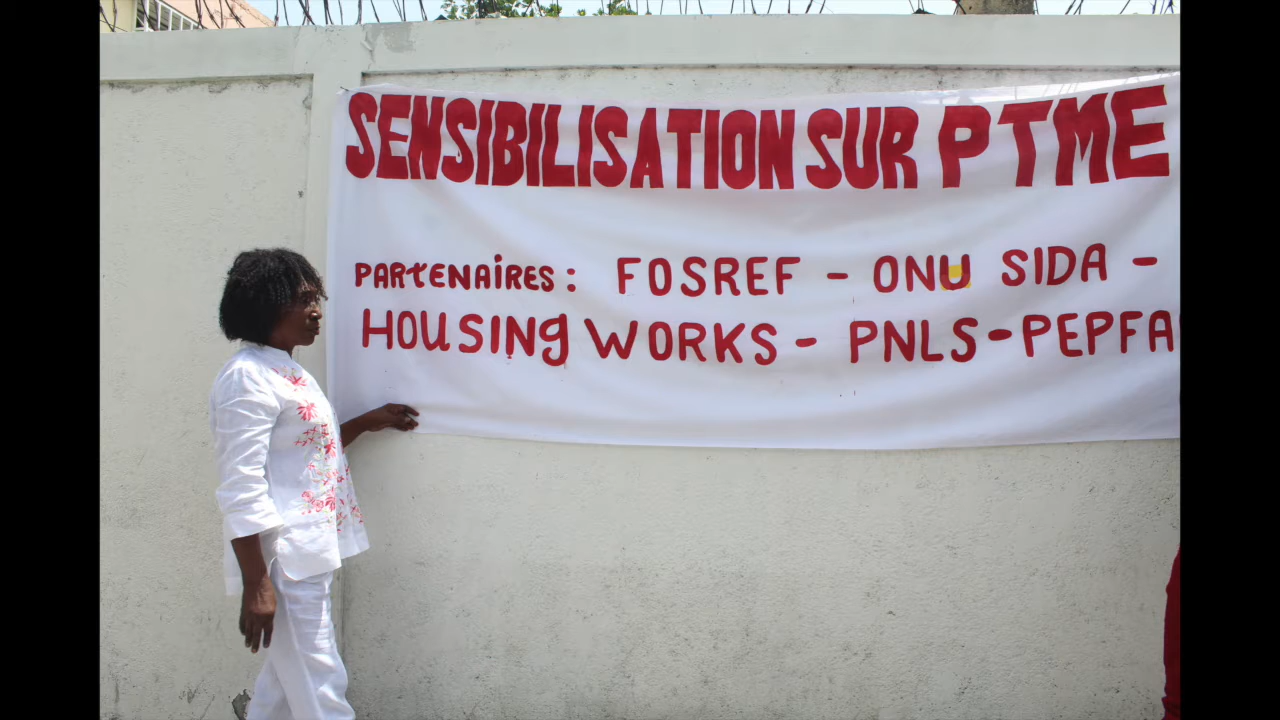 SENSIBILISATION SUR PTME
PARTENAIRES : FOSREF - ONU SIDA -
HOUSING WORKS - PNLS-PEPFA